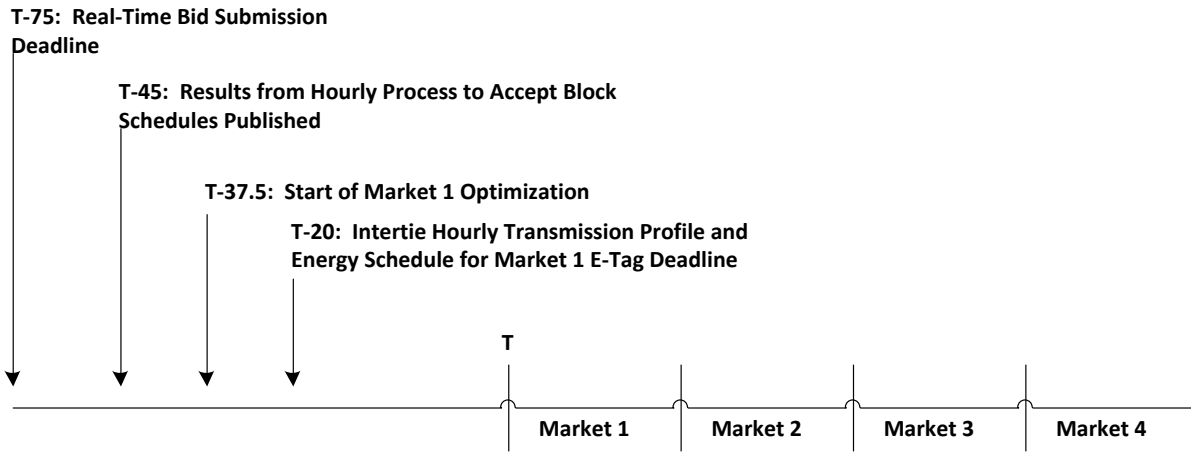 T-75: Real-Time Bid Submission
Deadline
T-45: Results from Hourly Process to Accept Block
Schedules Published
T-37.5: Start of Market 1 Optimization
T-20: Intertie Hourly Transmission Profile and
Energy Schedule for Market 1 E-Tag Deadline
T
Market 1 Market 2 Market 3 Market 4